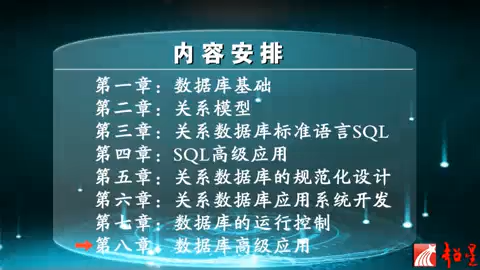 内容安排
第一章：数据库基础
第二章：关系模型
第三章：关系数据库标准语言SQL
第四章：SQL高级应用
第五章：关系数据库的规范化设计
第六章：关系数据库应用系统开发
第七章：数据库的运行控制
第八章：数据库高级应用
超星